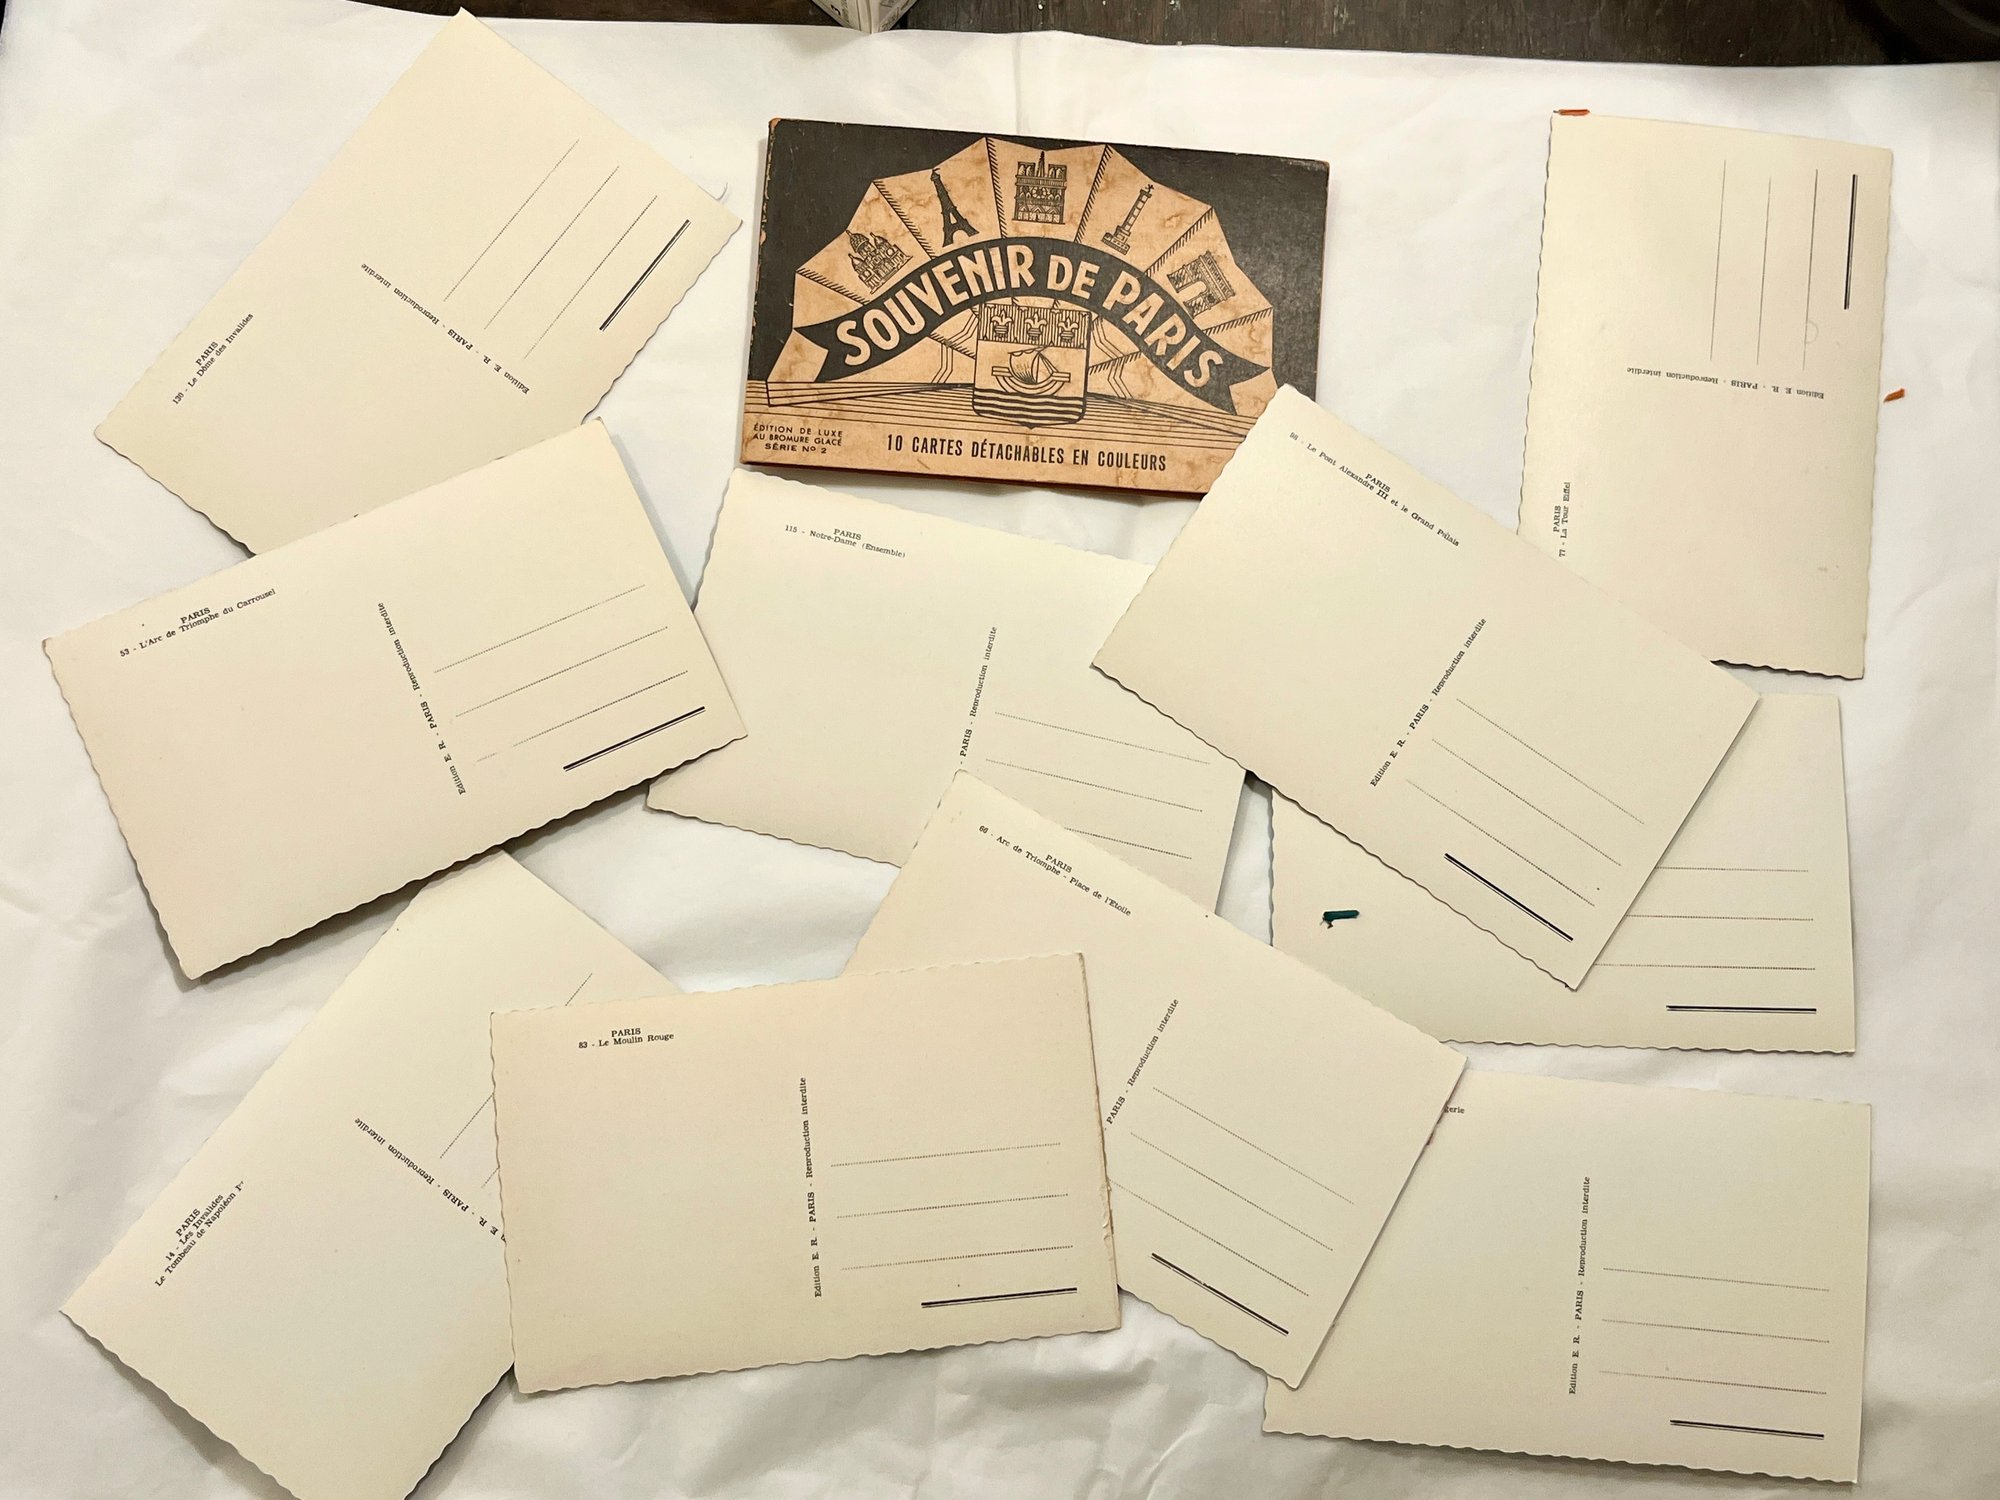 SOUVENIR DE PARIS
ÉDITION DE LUXE
AU BROMURE GLACÉ
SÉRIE Nº 2
10 CARTES DÉTACHABLES EN COULEURS
PARIS
130 - Le Dôme des Invalides
Edition E. R. - PARIS - Reproduction interdite
PARIS
53 - L'Arc de Triomphe du Carrousel
Edition E. R. - PARIS - Reproduction interdite
PARIS
115 - Notre-Dame (Ensemble)
PARIS - Reproduction interdite
PARIS
98 - Le Pont Alexandre III et le Grand Palais
Edition E. R. - PARIS - Reproduction interdite
PARIS
77 - La Tour Eiffel
Edition E. R. - PARIS - Reproduction interdite
PARIS
66 - Arc de Triomphe - Place de l'Etoile
- PARIS - Reproduction interdite
PARIS
14 - Les Invalides
Le Tombeau de Napoléon Iº
E. R. - PARIS - Reproduction interdite
PARIS
83 - Le Moulin Rouge
Edition E. R. - PARIS - Reproduction interdite
gerie
Edition E. R. - PARIS - Reproduction interdite